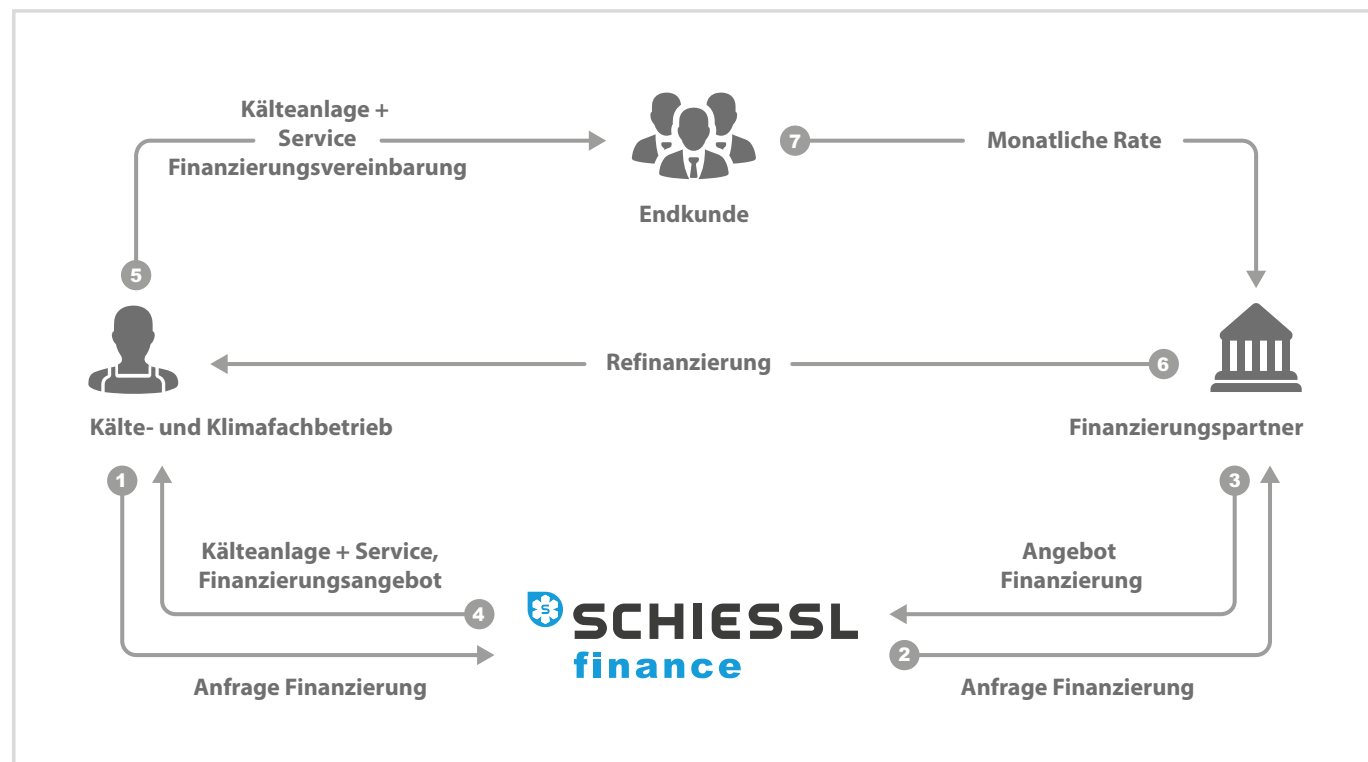 Kälteanlage +
Service
Finanzierungsvereinbarung
7
Monatliche Rate
Endkunde
5
Refinanzierung
6
Kälte- und Klimafachbetrieb
Finanzierungspartner
1
3
Kälteanlage + Service,
Finanzierungsangebot
Angebot
Finanzierung
4
S
SCHIESSL
finance
2
Anfrage Finanzierung
Anfrage Finanzierung